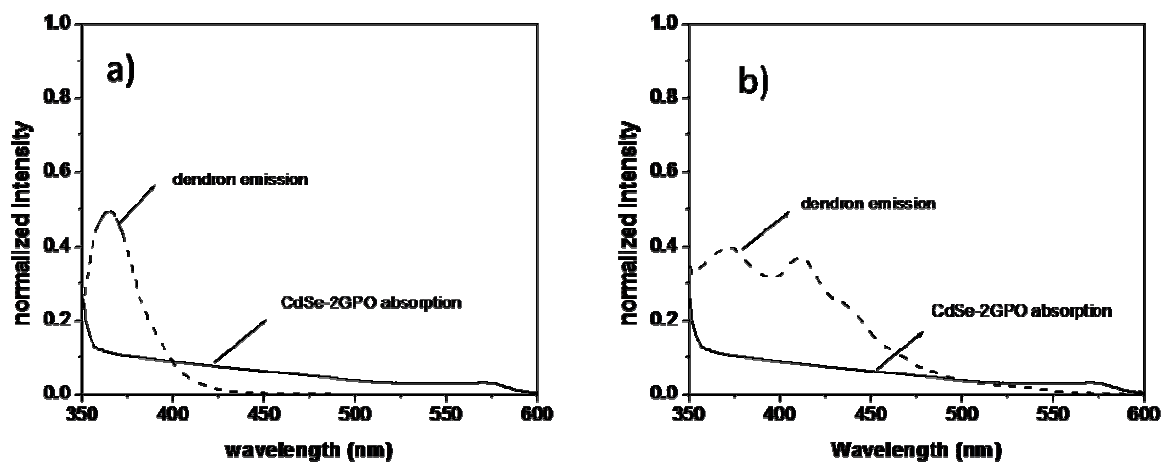 a)
normalized intensity
1.0
0.8
0.6
0.4
0.2
0.0
dendron emission
CdSe-2GPO absorption
350 400 450 500 550 600
wavelength (nm)
b)
normalized intensity
1.0
0.8
0.6
0.4
0.2
0.0
dendron emission
CdSe-2GPO absorption
350 400 450 500 550 600
Wavelength (nm)